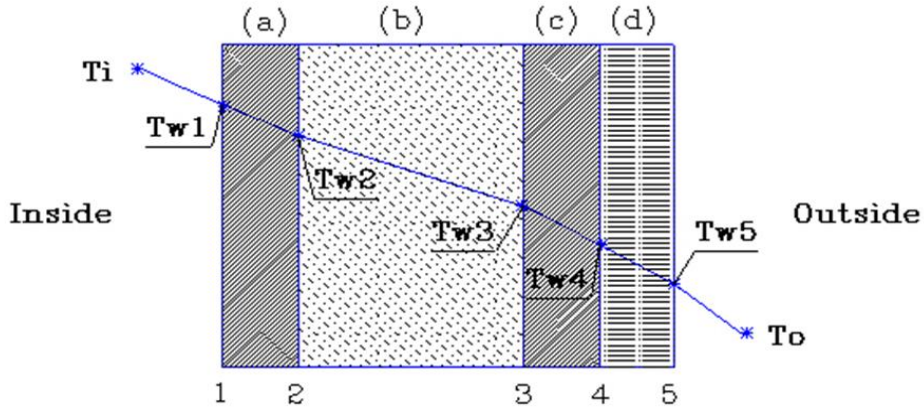 (a) (b) (c) (d)
Ti
Tw1
Tw2
Inside
Tw3
Tw4
Tw5
Outside
To
1 2 3 4 5